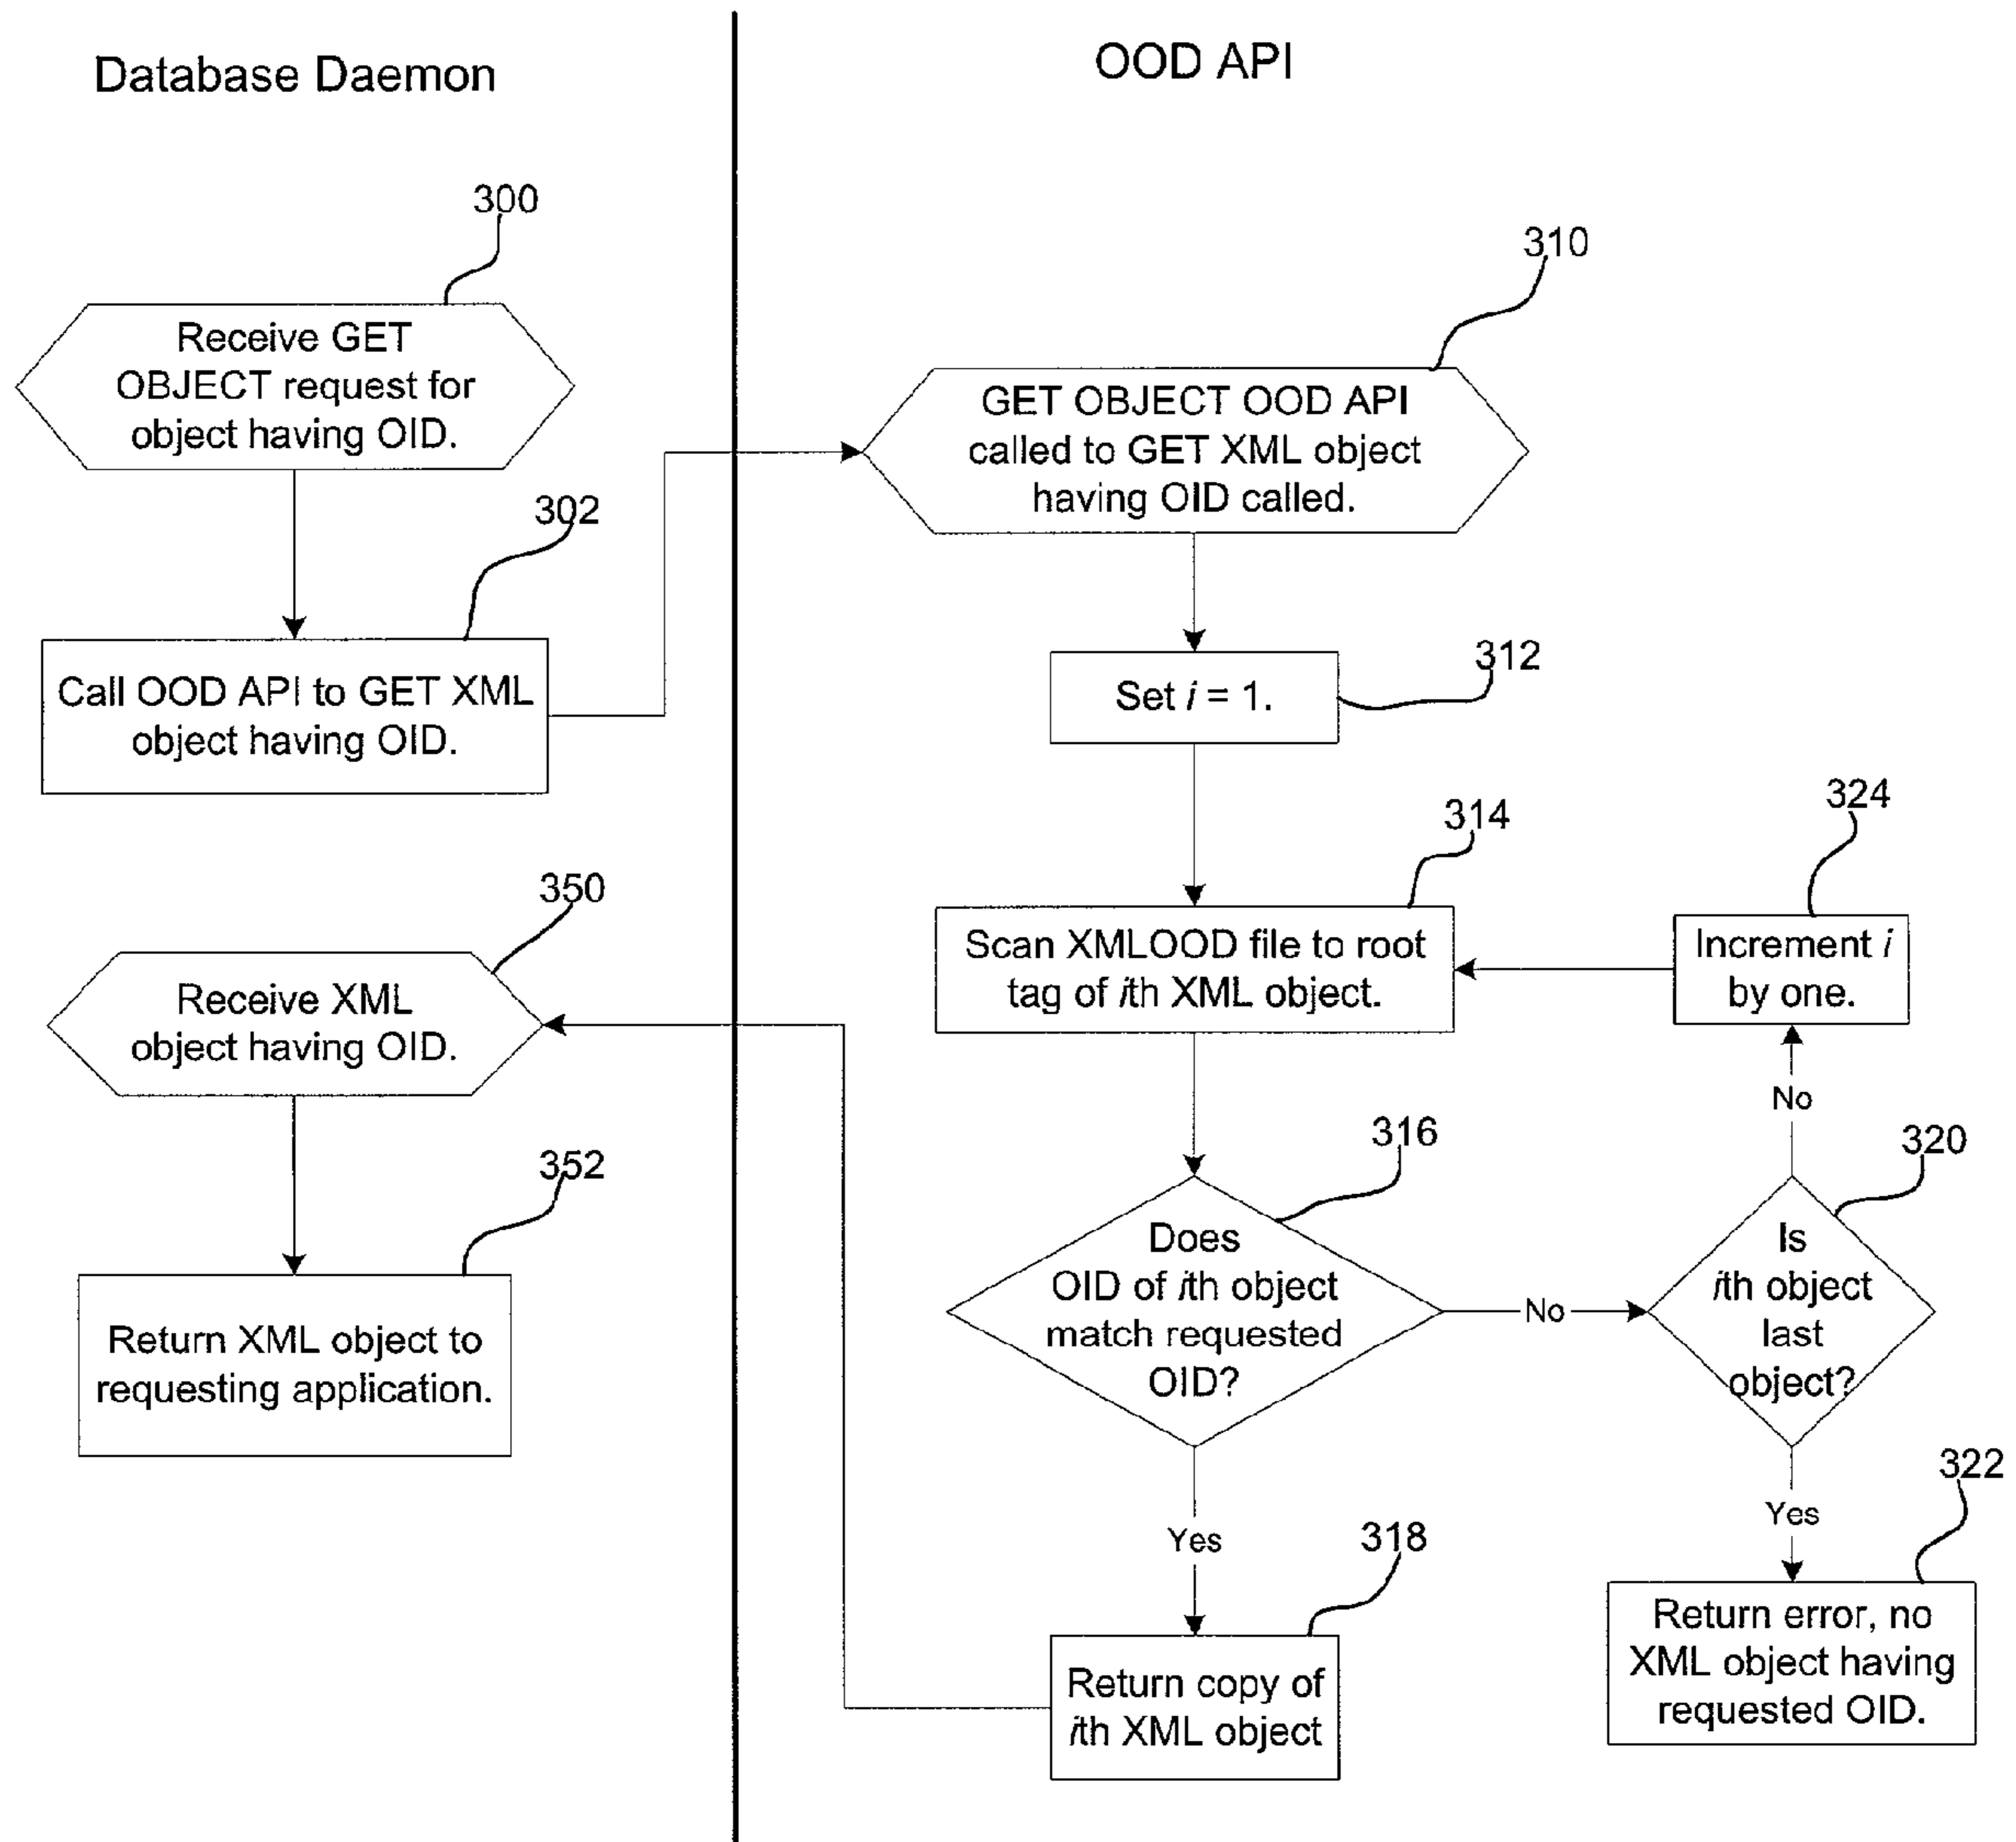 Database Daemon
300
Receive GET
OBJECT request for
object having OID.
302
Call OOD API to GET XML
object having OID.
350
Receive XML
object having OID.
352
Return XML object to
requesting application.
OOD API
310
GET OBJECT OOD API
called to GET XML object
having OID called.
312
Set i = 1.
314
Scan XMLOOD file to root
tag of ith XML object.
324
Increment i
by one.
No
316
Does
OID of ith object
match requested
OID?
No
320
Is
ith object
last
object?
Yes
318
Return copy of
ith XML object
Yes
322
Return error, no
XML object having
requested OID.